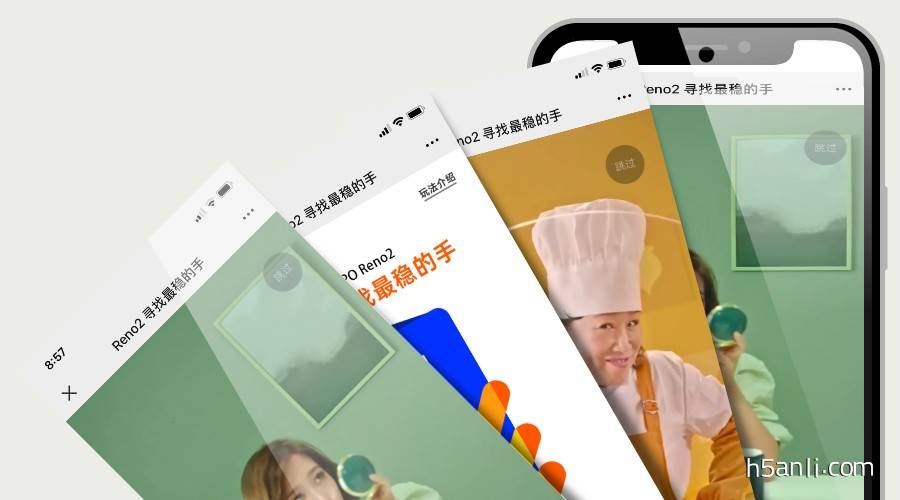 8:57
Reno2 寻找最稳的手
跳过
o2 寻找最稳的手
玩法介绍
PO Reno2
找最稳的手
no2 寻找最稳的手
跳过
eno2 寻找最稳的手
跳过
h5anli.com